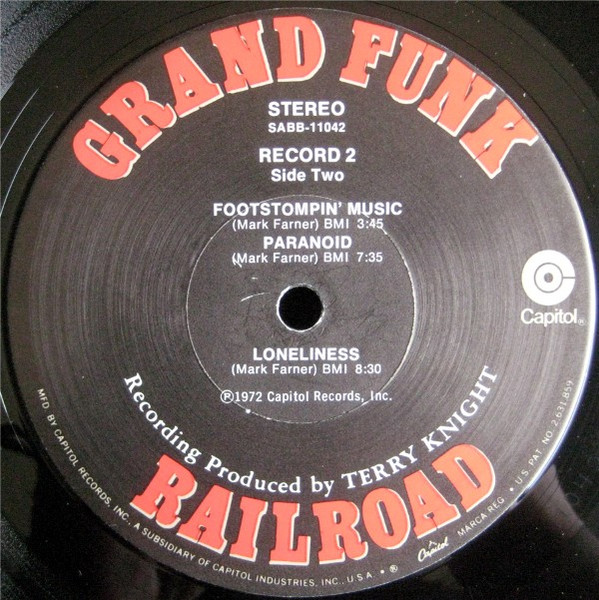 GRAND FUNK
STEREO
SABB-11042
RECORD 2
Side Two
FOOTSTOMPIN' MUSIC
(Mark Farner) BMI 3:45
PARANOID
(Mark Farner) BMI 7:35
Capitol®
LONELINESS
(Mark Farner) BMI 8:30
℗1972 Capitol Records, Inc.
Recording Produced by TERRY KNIGHT
RAILROAD
MFD. BY CAPITOL RECORDS, INC., A SUBSIDIARY OF CAPITOL INDUSTRIES, INC., U.S.A. • Capitol MARCA REG. • U.S. PAT. NO. 2,631,859.